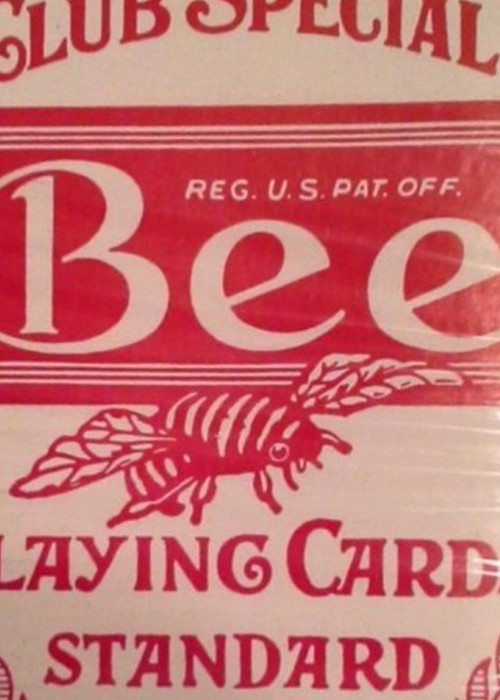 CLUB SPECIAL
REG. U.S. PAT. OFF.
Bee
LAYING CARD
STANDARD